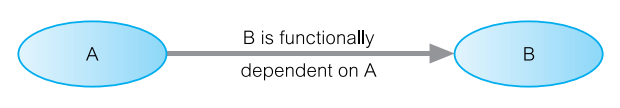 B is functionally
A
B
dependent on A